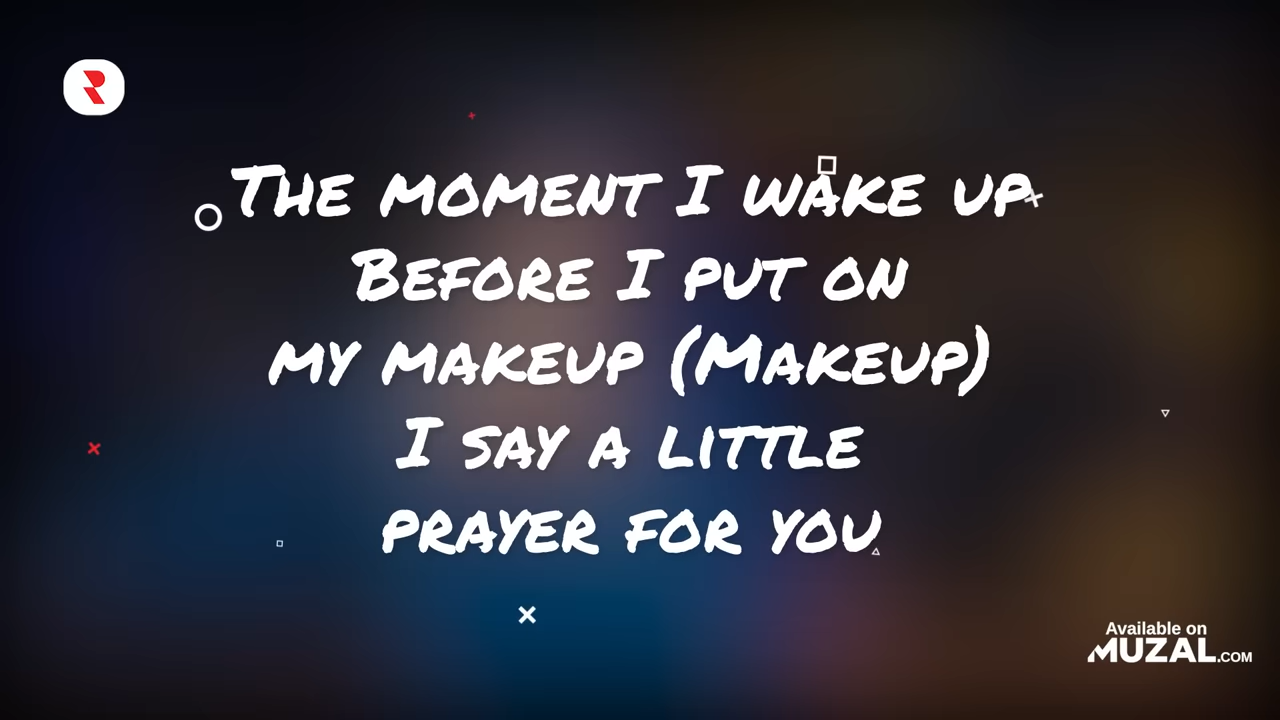 The moment I wake up
Before I put on
my makeup (Makeup)
I say a little
prayer for you
Available on
MUZAL.COM